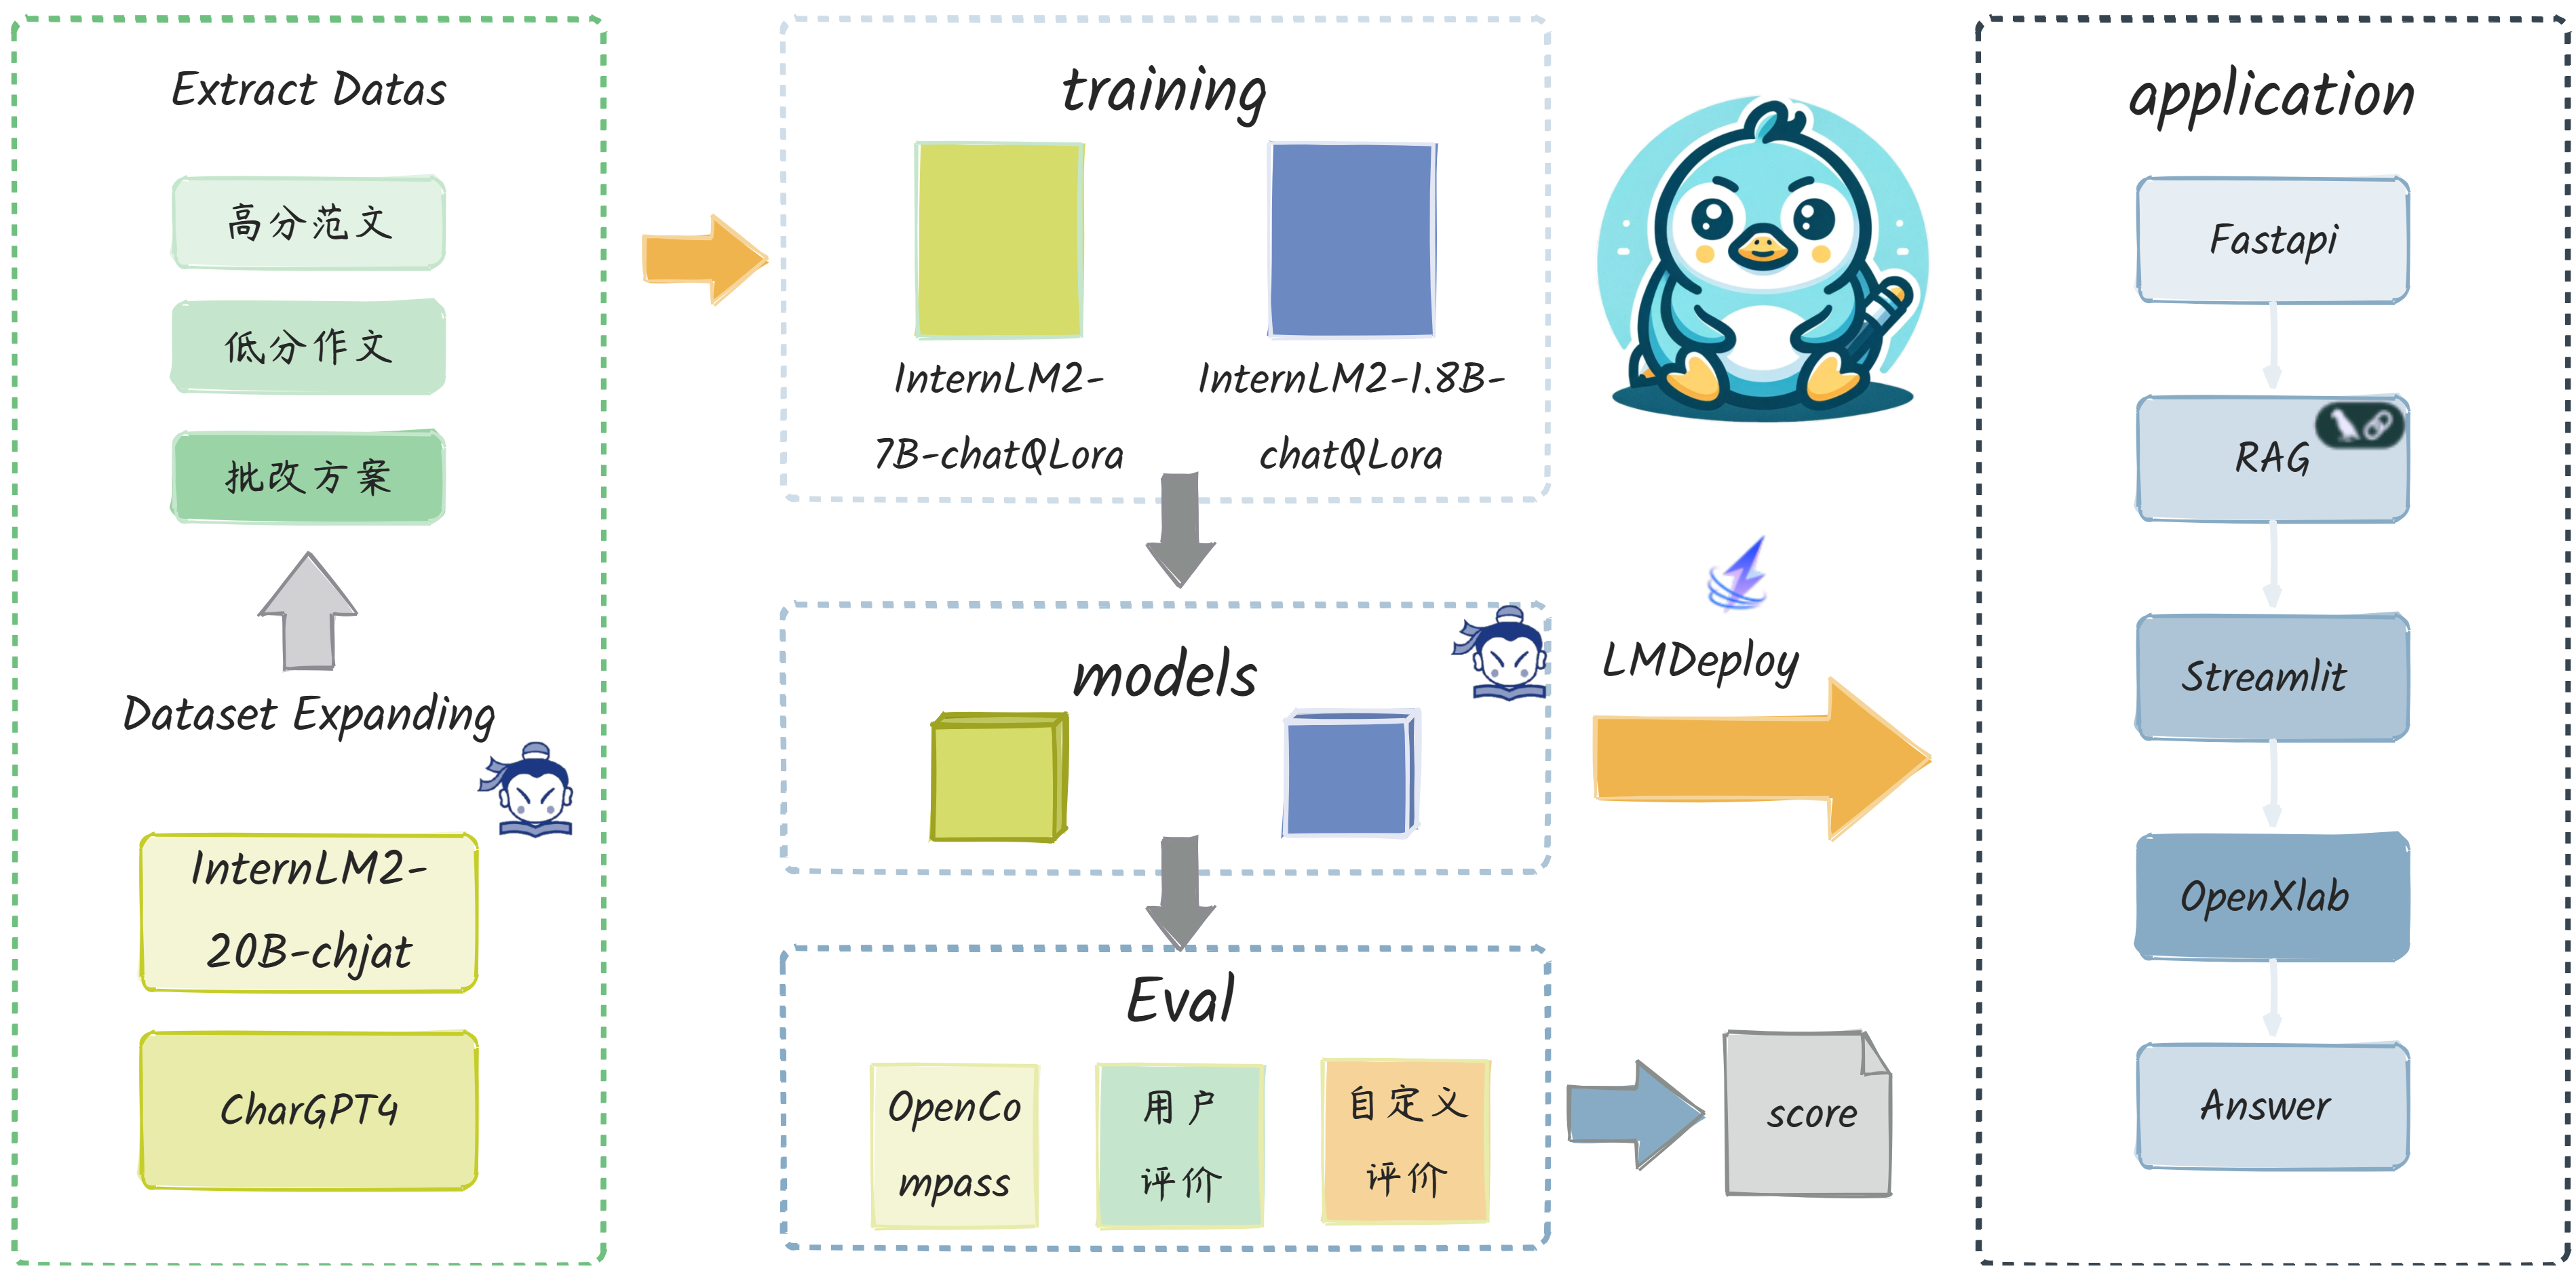 Extract Datas
高分范文
低分作文
批改方案
Dataset Expanding
InternLM2-
20B-chjat
CharGPT4
training
InternLM2-
7B-chatQLora
InternLM2-1.8B-
chatQLora
models
Eval
OpenCo
mpass
用户
评价
自定义
评价
LMDeploy
score
application
Fastapi
RAG
Streamlit
OpenXlab
Answer